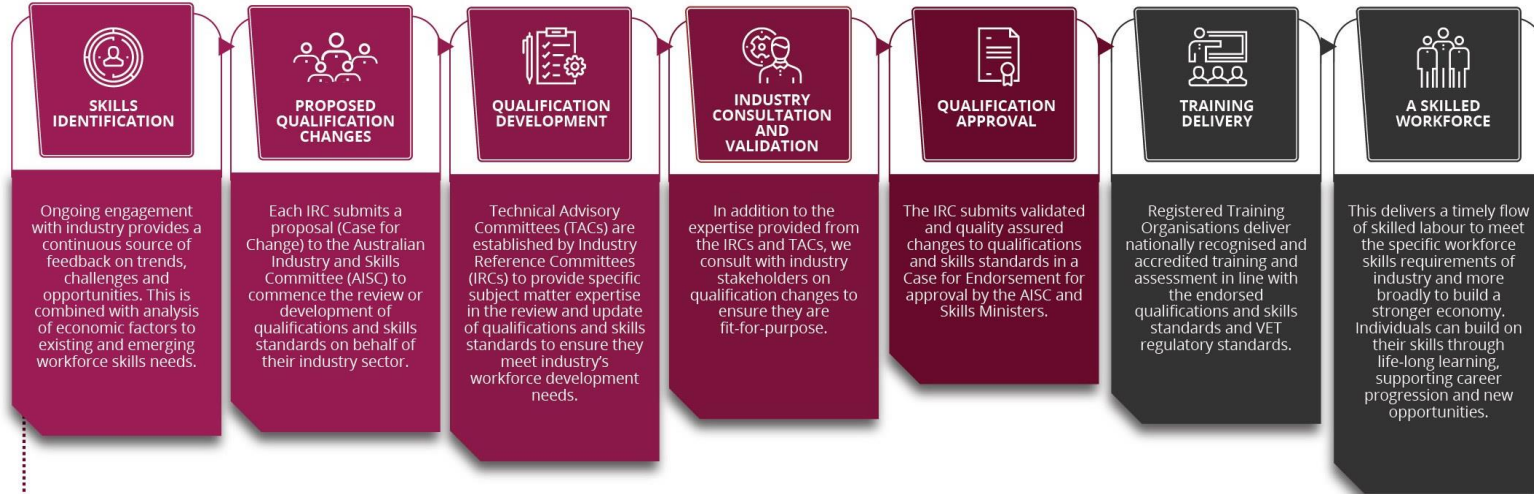 SKILLS
IDENTIFICATION
Ongoing engagement
with industry provides a
continuous source of
feedback on trends,
challenges and
opportunities. This is
combined with analysis
of economic factors to
existing and emerging
workforce skills needs.
PROPOSED
QUALIFICATION
CHANGES
Each IRC submits a
proposal (Case for
Change) to the Australian
Industry and Skills
Committee (AISC) to
commence the review or
development of
qualifications and skills
standards on behalf of
their industry sector.
QUALIFICATION
DEVELOPMENT
Technical Advisory
Committees (TACs) are
established by Industry
Reference Committees
(IRCs) to provide specific
subject matter expertise
in the review and update
of qualifications and skills
standards to ensure they
meet industry’s
workforce development
needs.
INDUSTRY
CONSULTATION
AND
VALIDATION
In addition to the
expertise provided from
the IRCs and TACs, we
consult with industry
stakeholders on
qualification changes to
ensure they are
fit-for-purpose.
QUALIFICATION
APPROVAL
The IRC submits validated
and quality assured
changes to qualifications
and skills standards in a
Case for Endorsement for
approval by the AISC and
Skills Ministers.
TRAINING
DELIVERY
Registered Training
Organisations deliver
nationally recognised and
accredited training and
assessment in line with
the endorsed
qualifications and skills
standards and VET
regulatory standards.
A SKILLED
WORKFORCE
This delivers a timely flow
of skilled labour to meet
the specific workforce
skills requirements of
industry and more
broadly to build a
stronger economy.
Individuals can build on
their skills through
life-long learning,
supporting career
progression and new
opportunities.